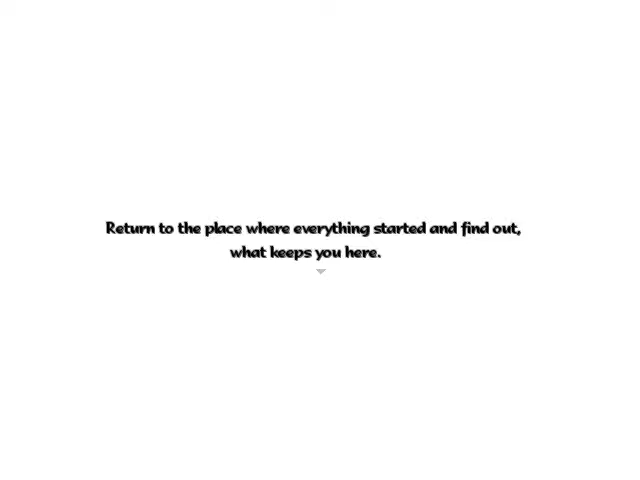 Return to the place where everything started and find out,
what keeps you here.